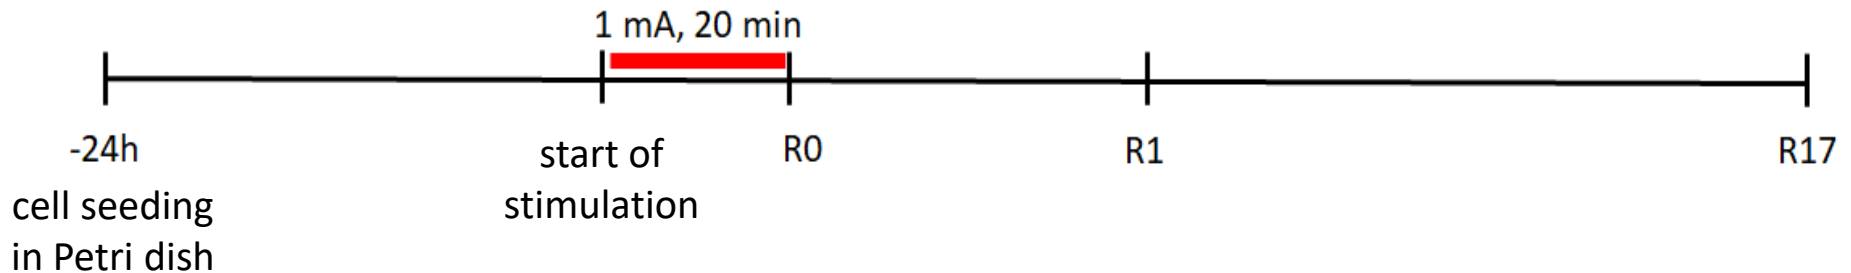 1 mA, 20 min
-24h
cell seeding
in Petri dish
start of
stimulation
R0
R1
R17